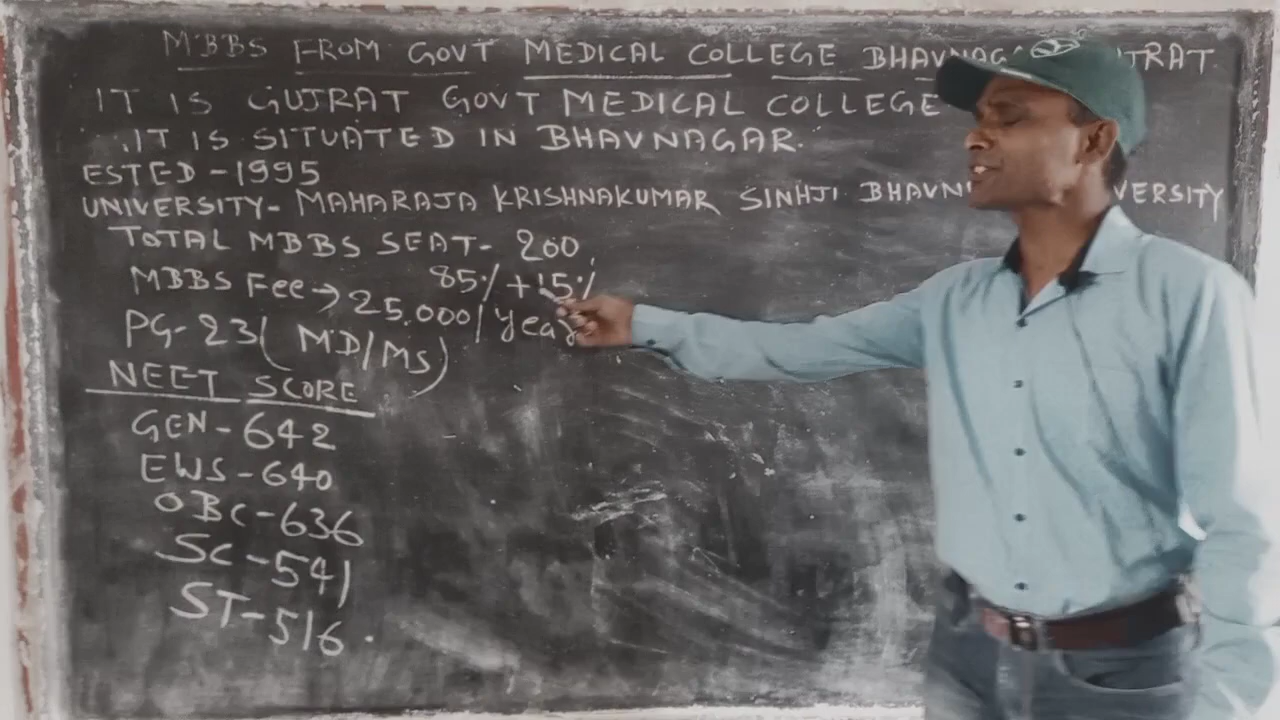 MBBS FROM GOVT MEDICAL COLLEGE BHAVNAG TRAT
IT IS GUJRAT GOVT MEDICAL COLLEGE
IT IS SITUATED IN BHAVNAGAR.
ESTED-1995
UNIVERSITY- MAHARAJA KRISHNAKUMAR SINHJI BHAVN VERSITY
TOTAL MBBS SEAT- 200
85%+15%
MBBS Fee→25.000/year
PG-23(MD/MS)
NEET SCORE
GEN-642
EWS-640
OBC-636
SC-541
ST-516.